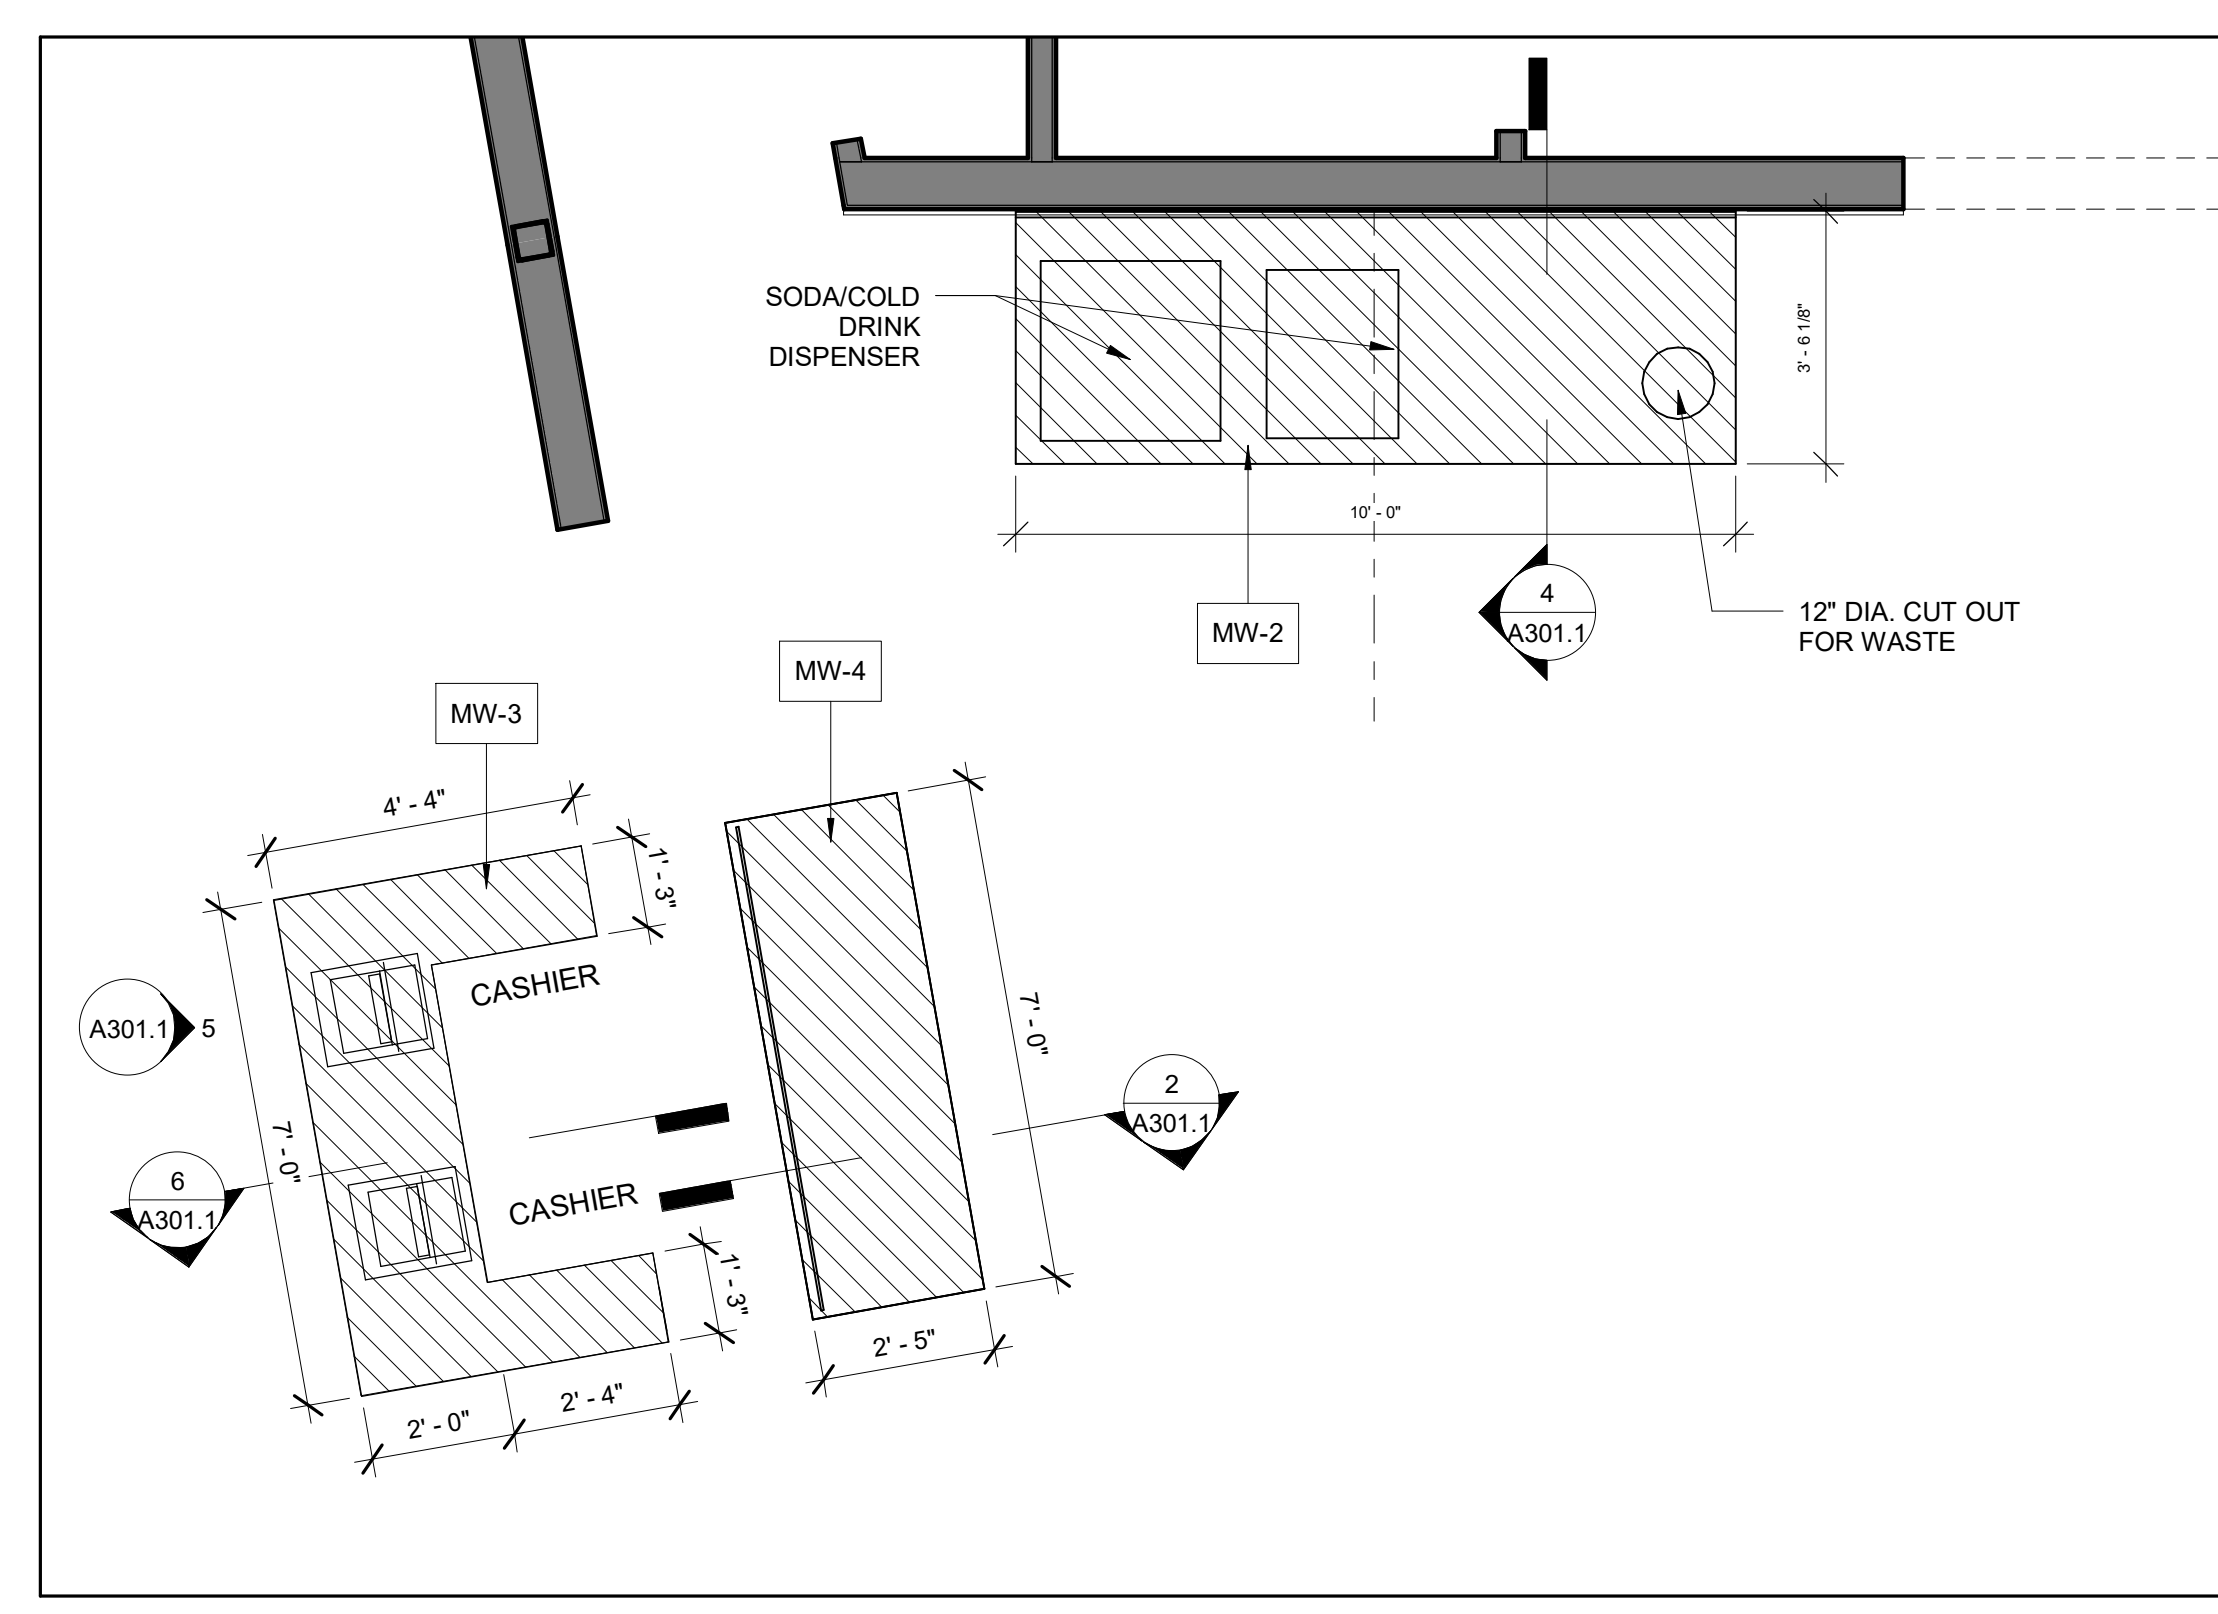 SODA/COLD
DRINK
DISPENSER
3' - 6 1/8"
10' - 0"
4
A301.1
12" DIA. CUT OUT
FOR WASTE
MW-2
MW-4
MW-3
4' - 4"
1' - 3"
CASHIER
A301.1
5
7' - 0"
7' - 0"
2
A301.1
6
A301.1
CASHIER
1' - 3"
2' - 5"
2' - 0"
2' - 4"